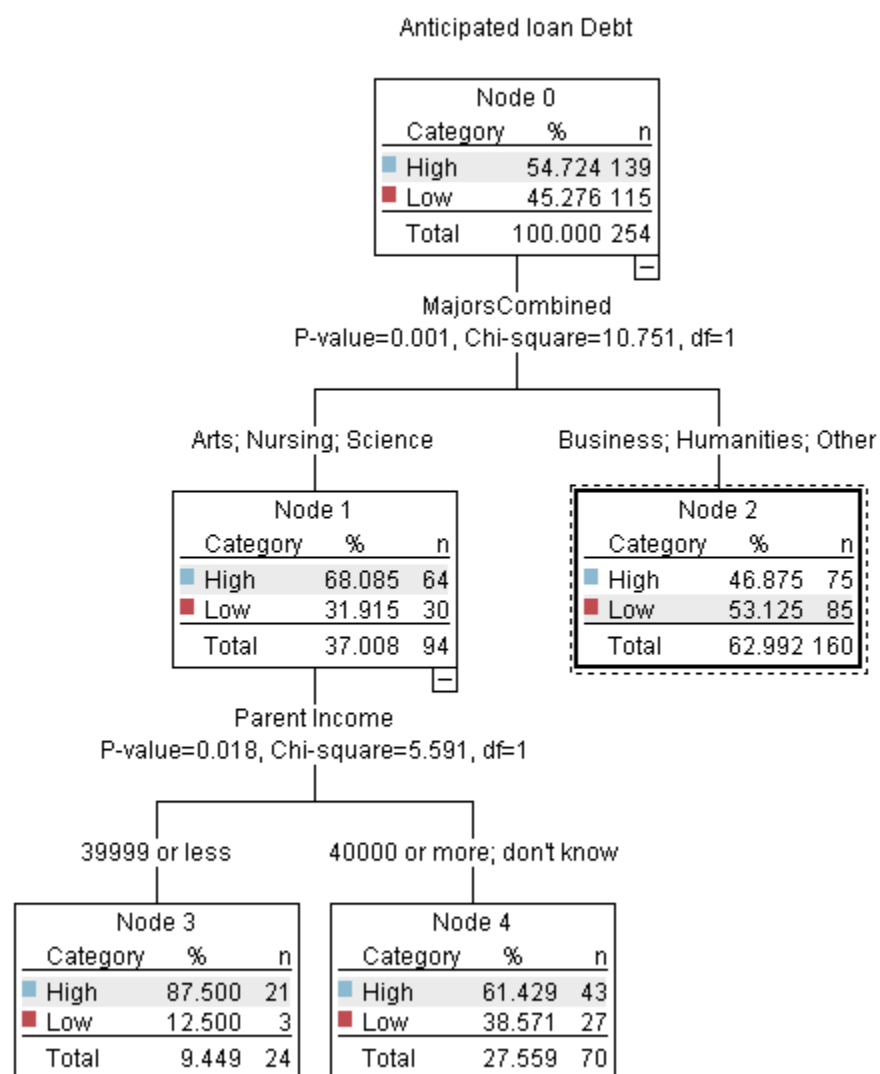 Anticipated loan Debt
Node 0
Category % n
High 54.724 139
Low 45.276 115
Total 100.000 254
MajorsCombined
P-value=0.001, Chi-square=10.751, df=1
Arts; Nursing; Science
Business; Humanities; Other
Node 1
Category % n
High 68.085 64
Low 31.915 30
Total 37.008 94
Node 2
Category % n
High 46.875 75
Low 53.125 85
Total 62.992 160
Parent Income
P-value=0.018, Chi-square=5.591, df=1
39999 or less
40000 or more; don't know
Node 3
Category % n
High 87.500 21
Low 12.500 3
Total 9.449 24
Node 4
Category % n
High 61.429 43
Low 38.571 27
Total 27.559 70